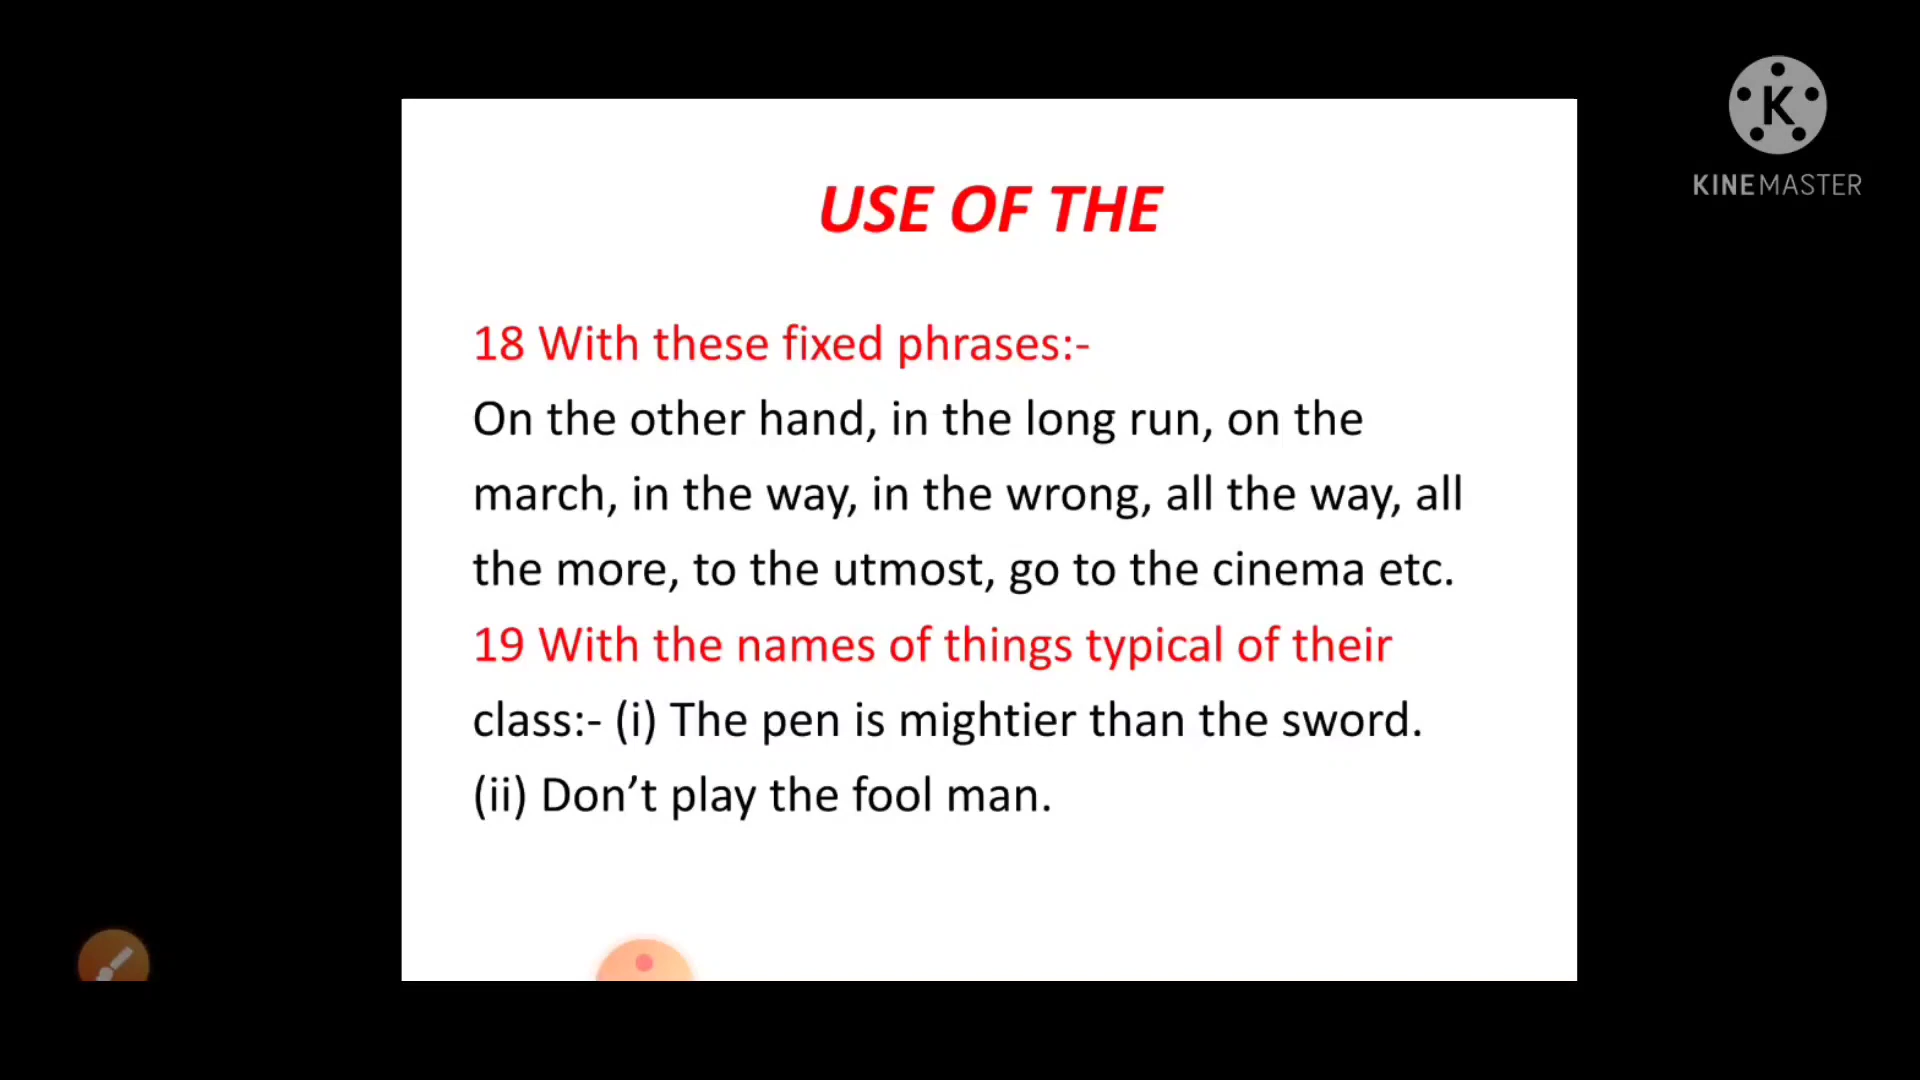 KINEMASTER
USE OF THE
18 With these fixed phrases:-
On the other hand, in the long run, on the
march, in the way, in the wrong, all the way, all
the more, to the utmost, go to the cinema etc.
19 With the names of things typical of their
class:- (i) The pen is mightier than the sword.
(ii) Don’t play the fool man.